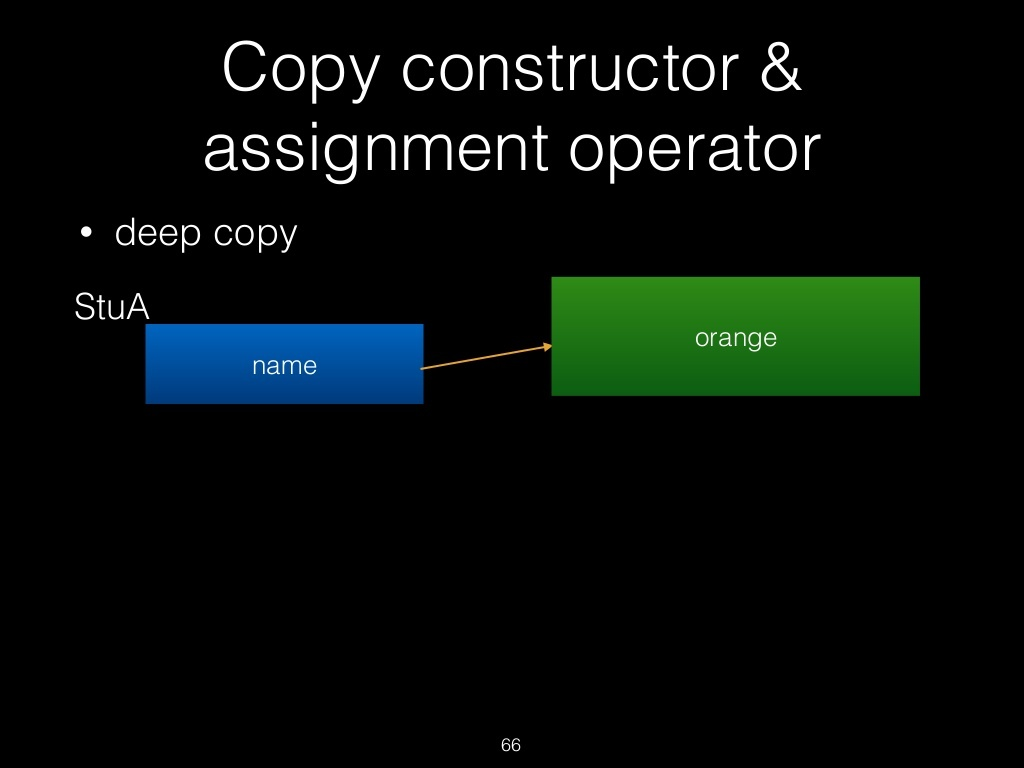 Copy constructor &
assignment operator
• deep copy
StuA
name
orange
66